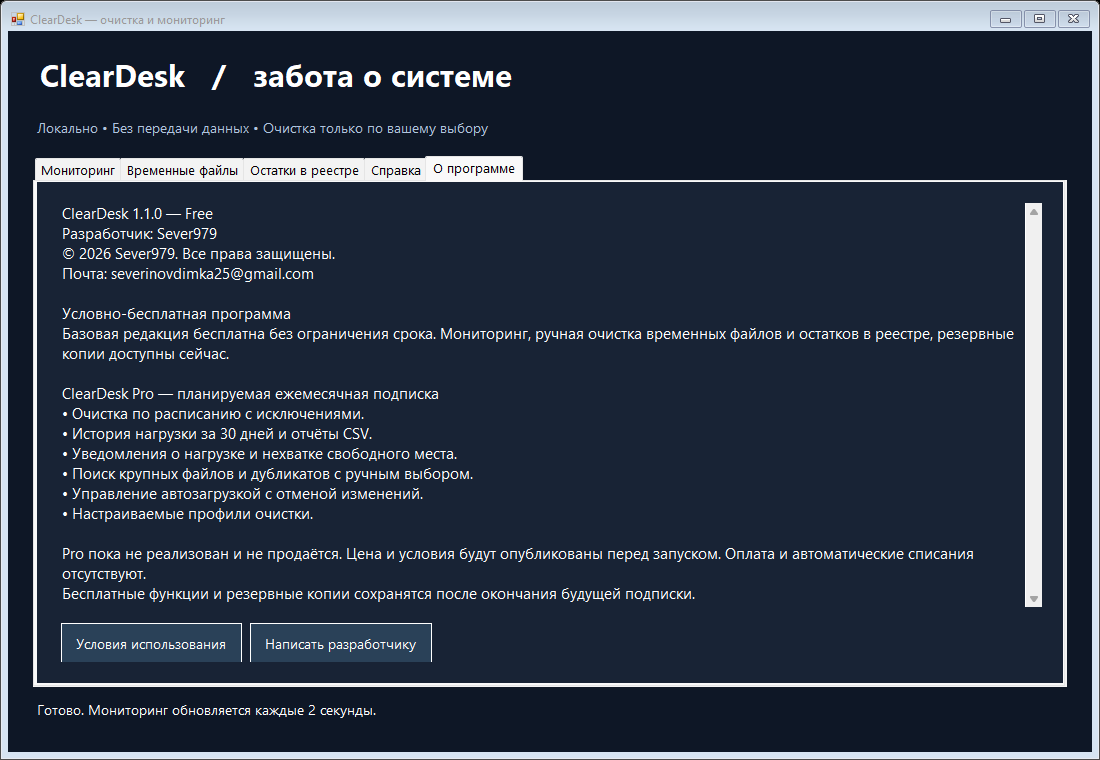 ClearDesk — очистка и мониторинг
ClearDesk / забота о системе
Локально • Без передачи данных • Очистка только по вашему выбору
Мониторинг Временные файлы Остатки в реестре Справка О программе
ClearDesk 1.1.0 — Free
Разработчик: Sever979
© 2026 Sever979. Все права защищены.
Почта: severinovdimka25@gmail.com
Условно-бесплатная программа
Базовая редакция бесплатна без ограничения срока. Мониторинг, ручная очистка временных файлов и остатков в реестре, резервные
копии доступны сейчас.
ClearDesk Pro — планируемая ежемесячная подписка
• Очистка по расписанию с исключениями.
• История нагрузки за 30 дней и отчёты CSV.
• Уведомления о нагрузке и нехватке свободного места.
• Поиск крупных файлов и дубликатов с ручным выбором.
• Управление автозагрузкой с отменой изменений.
• Настраиваемые профили очистки.
Pro пока не реализован и не продаётся. Цена и условия будут опубликованы перед запуском. Оплата и автоматические списания
отсутствуют.
Бесплатные функции и резервные копии сохранятся после окончания будущей подписки.
Условия использования Написать разработчику
Готово. Мониторинг обновляется каждые 2 секунды.